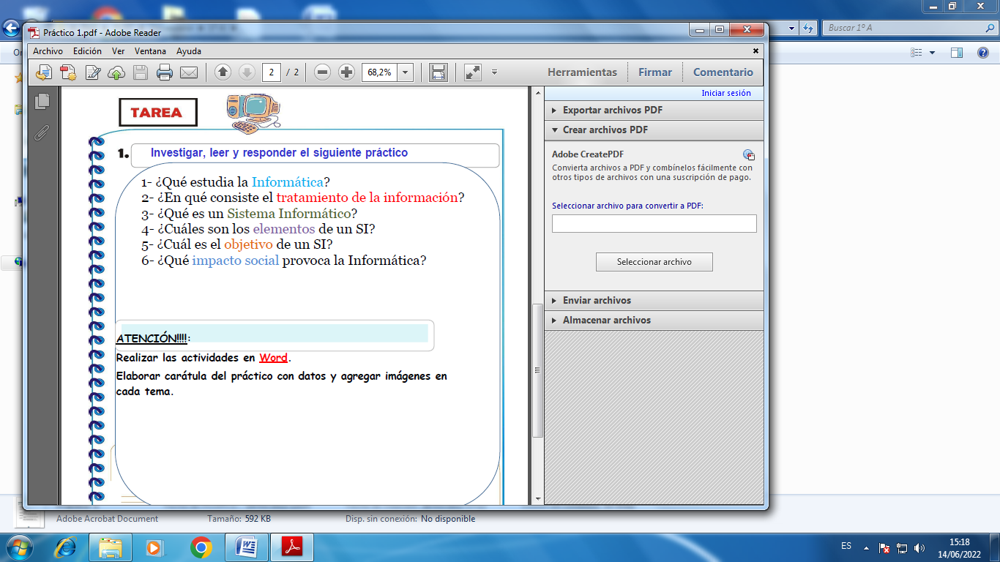 Práctico 1.pdf - Adobe Reader
Buscar 1º A
Archivo Edición Ver Ventana Ayuda
2 / 2 68,2% Herramientas Firmar Comentario
Iniciar sesión
TAREA
Exportar archivos PDF
Crear archivos PDF
1. Investigar, leer y responder el siguiente práctico
Adobe CreatePDF
Convierta archivos a PDF y combínelos fácilmente con
otros tipos de archivos con una suscripción de pago.
1- ¿Qué estudia la Informática?
2- ¿En qué consiste el tratamiento de la información?
3- ¿Qué es un Sistema Informático?
4- ¿Cuáles son los elementos de un SI?
5- ¿Cuál es el objetivo de un SI?
6- ¿Qué impacto social provoca la Informática?
Seleccionar archivo para convertir a PDF:
Seleccionar archivo
Enviar archivos
Almacenar archivos
ATENCIÓN!!!!:
Realizar las actividades en Word.
Elaborar carátula del práctico con datos y agregar imágenes en
cada tema.
Adobe Acrobat Document Tamaño: 592 KB Disp. sin conexión: No disponible
ES 15:18
14/06/2022